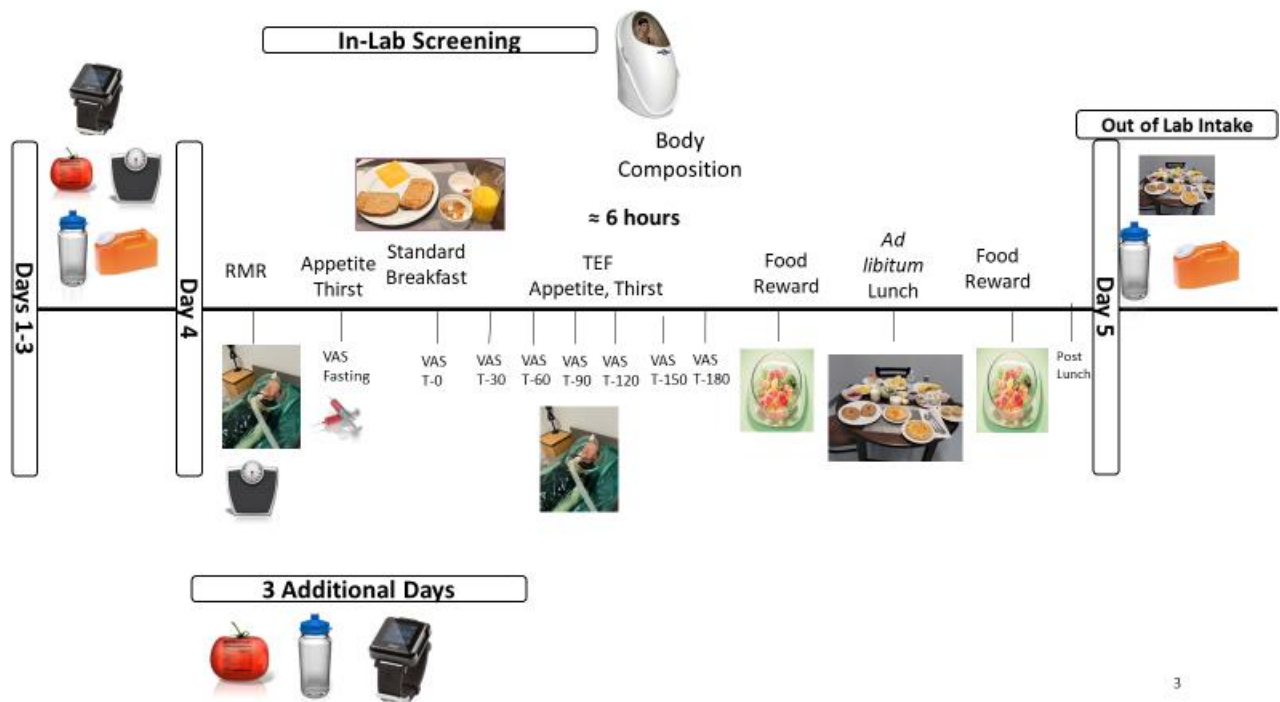 In-Lab Screening
Body
Composition
Out of Lab Intake
Days 1-3
Day 4
Day 5
≈ 6 hours
RMR
Appetite
Thirst
Standard
Breakfast
TEF
Appetite, Thirst
Food
Reward
Ad
libitum
Lunch
Food
Reward
VAS
Fasting
VAS
T-0
VAS
T-30
VAS
T-60
VAS
T-90
VAS
T-120
VAS
T-150
VAS
T-180
Post
Lunch
3 Additional Days
3